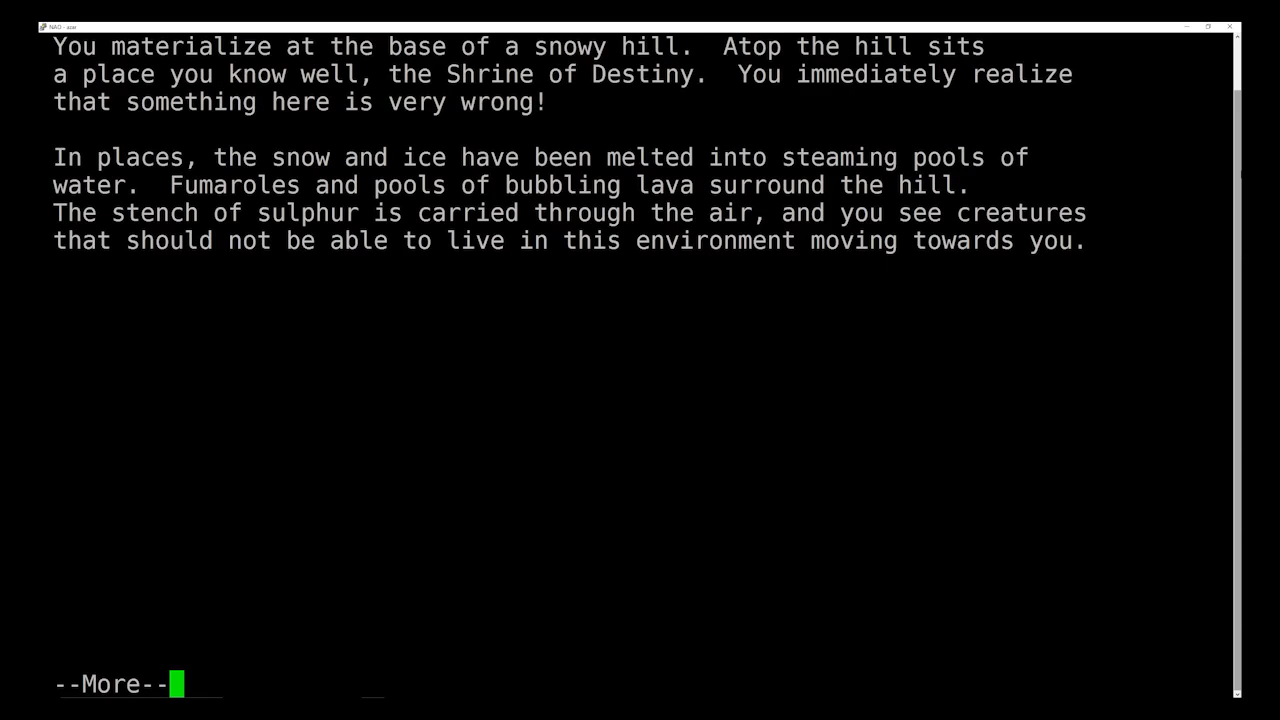 NAO - azar
You materialize at the base of a snowy hill.  Atop the hill sits
a place you know well, the Shrine of Destiny.  You immediately realize
that something here is very wrong!
In places, the snow and ice have been melted into steaming pools of
water.  Fumaroles and pools of bubbling lava surround the hill.
The stench of sulphur is carried through the air, and you see creatures
that should not be able to live in this environment moving towards you.
--More--